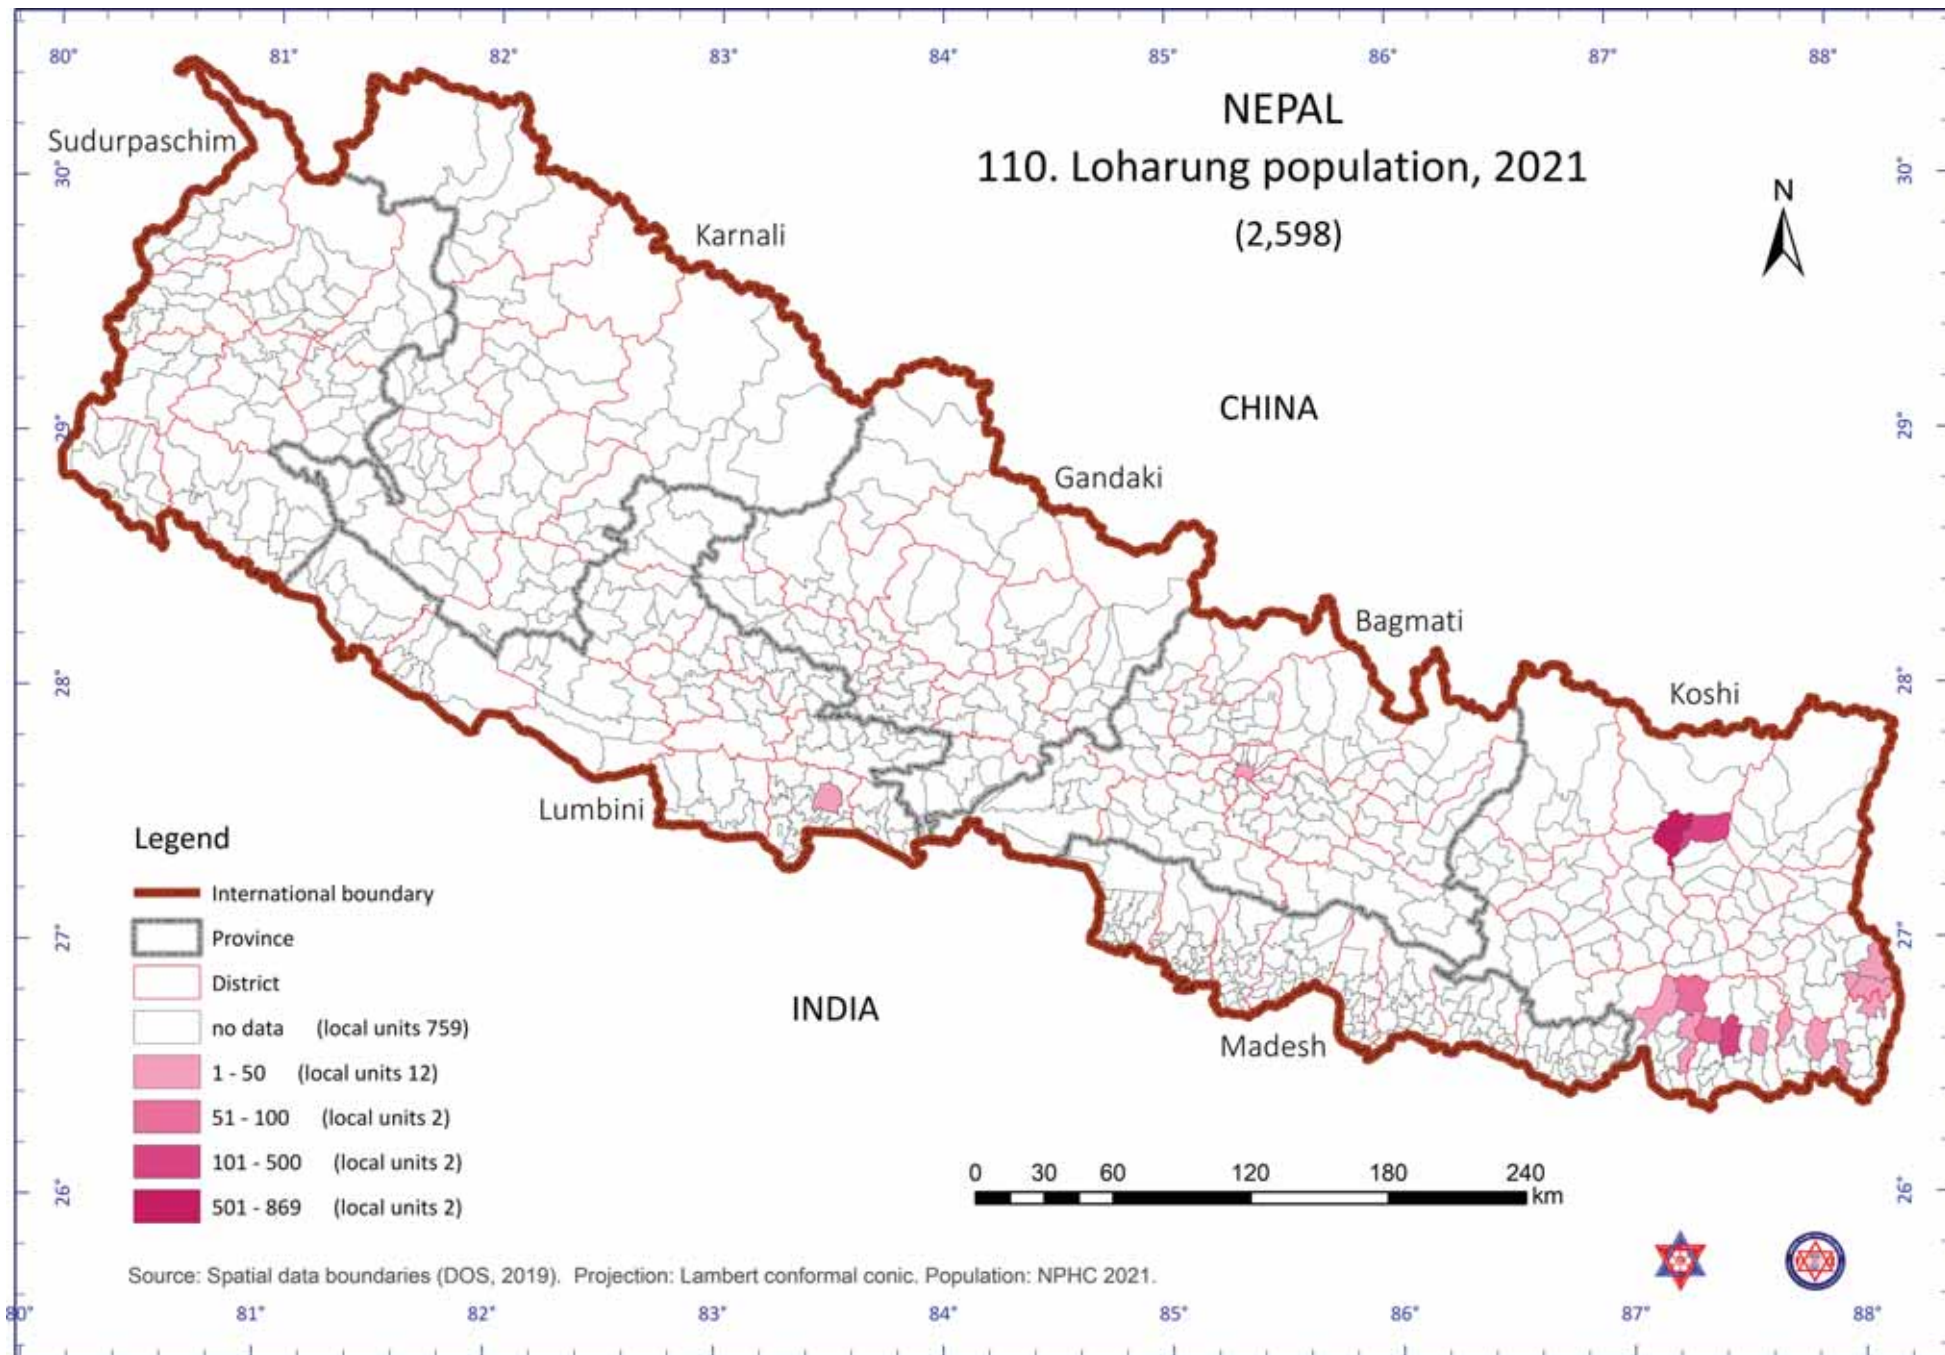 80° 81° 82° 83° 84° 85° 86° 87° 88°
NEPAL
110. Loharung population, 2021
(2,598)
N
Sudurpaschim
30°
30°
Karnali
CHINA
29°
29°
Gandaki
Bagmati
28°
28°
Koshi
Lumbini
Legend
International boundary
Province
27°
27°
District
INDIA
no data (local units 759)
Madesh
1 - 50 (local units 12)
51 - 100 (local units 2)
101 - 500 (local units 2)
0 30 60 120 180 240
km
26°
26°
501 - 869 (local units 2)
Source: Spatial data boundaries (DOS, 2019). Projection: Lambert conformal conic. Population: NPHC 2021.
80° 81° 82° 83° 84° 85° 86° 87° 88°